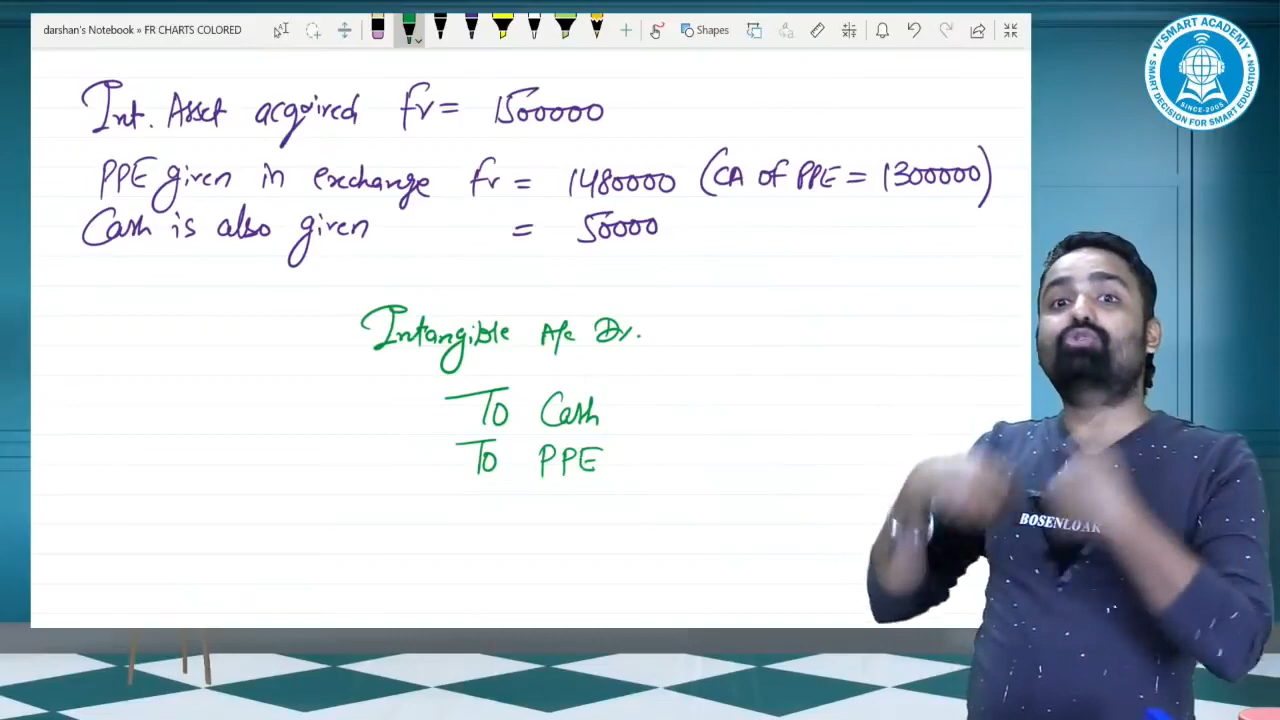 darshan's Notebook » FR CHARTS COLORED
Shapes
V'SMART ACADEMY
SINCE-2005
SMART DECISION FOR SMART EDUCATION
Int. Asset acquired fv = 1500000
PPE given in exchange fv = 1480000 (CA of PPE = 1300000)
Cash is also given = 50000
Intangible A/c Dr.
To Cash
To PPE
BOSENLOAK